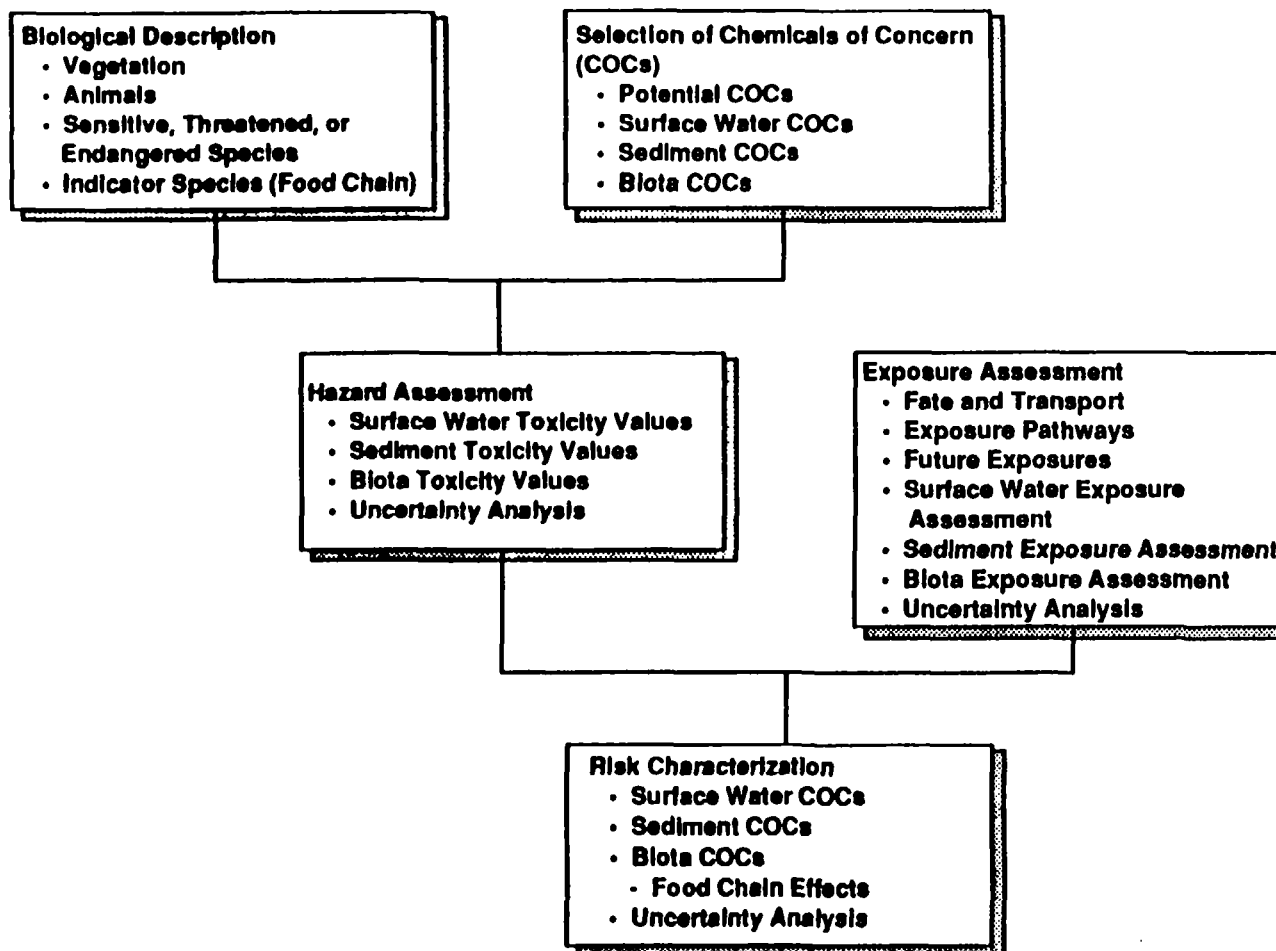 Biological Description
• Vegetation
• Animals
• Sensitive, Threatened, or
Endangered Species
• Indicator Species (Food Chain)
Selection of Chemicals of Concern
(COCs)
• Potential COCs
• Surface Water COCs
• Sediment COCs
• Biota COCs
Hazard Assessment
• Surface Water Toxicity Values
• Sediment Toxicity Values
• Biota Toxicity Values
• Uncertainty Analysis
Exposure Assessment
• Fate and Transport
• Exposure Pathways
• Future Exposures
• Surface Water Exposure
Assessment
• Sediment Exposure Assessment
• Biota Exposure Assessment
• Uncertainty Analysis
Risk Characterization
• Surface Water COCs
• Sediment COCs
• Biota COCs
• Food Chain Effects
• Uncertainty Analysis